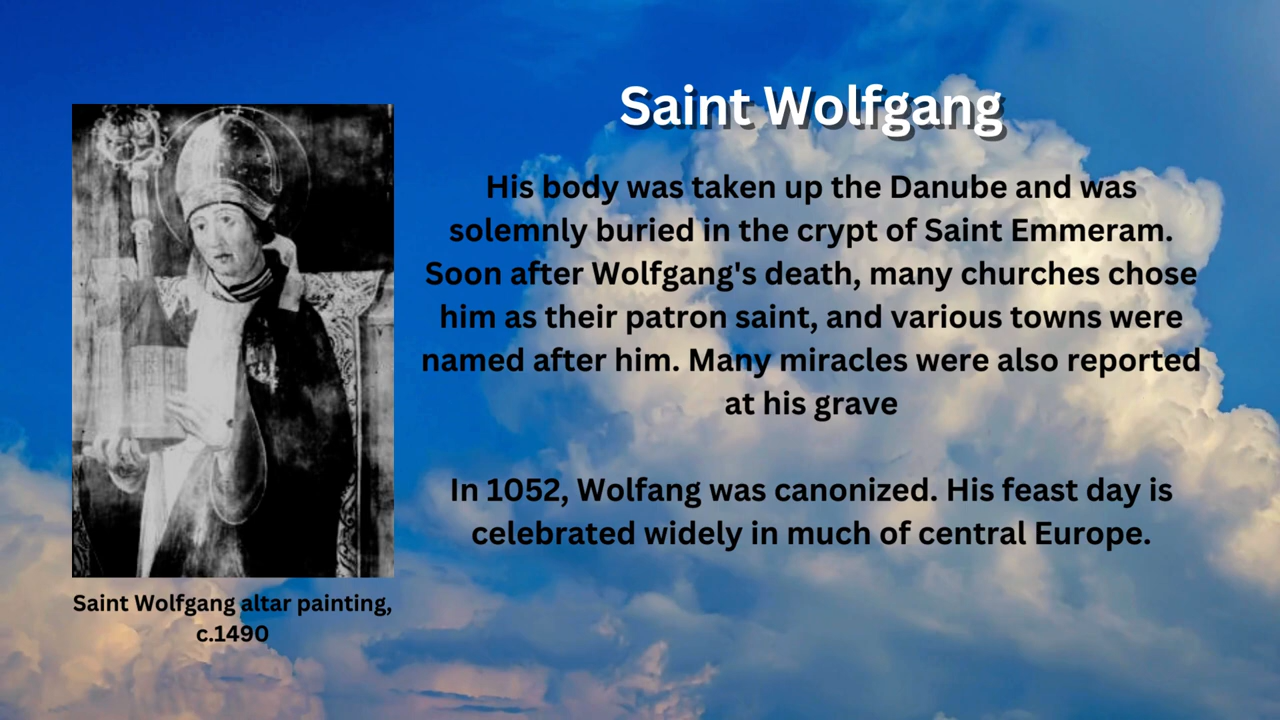 Saint Wolfgang
His body was taken up the Danube and was
solemnly buried in the crypt of Saint Emmeram.
Soon after Wolfgang's death, many churches chose
him as their patron saint, and various towns were
named after him. Many miracles were also reported
at his grave
In 1052, Wolfang was canonized. His feast day is
celebrated widely in much of central Europe.
Saint Wolfgang altar painting,
c.1490